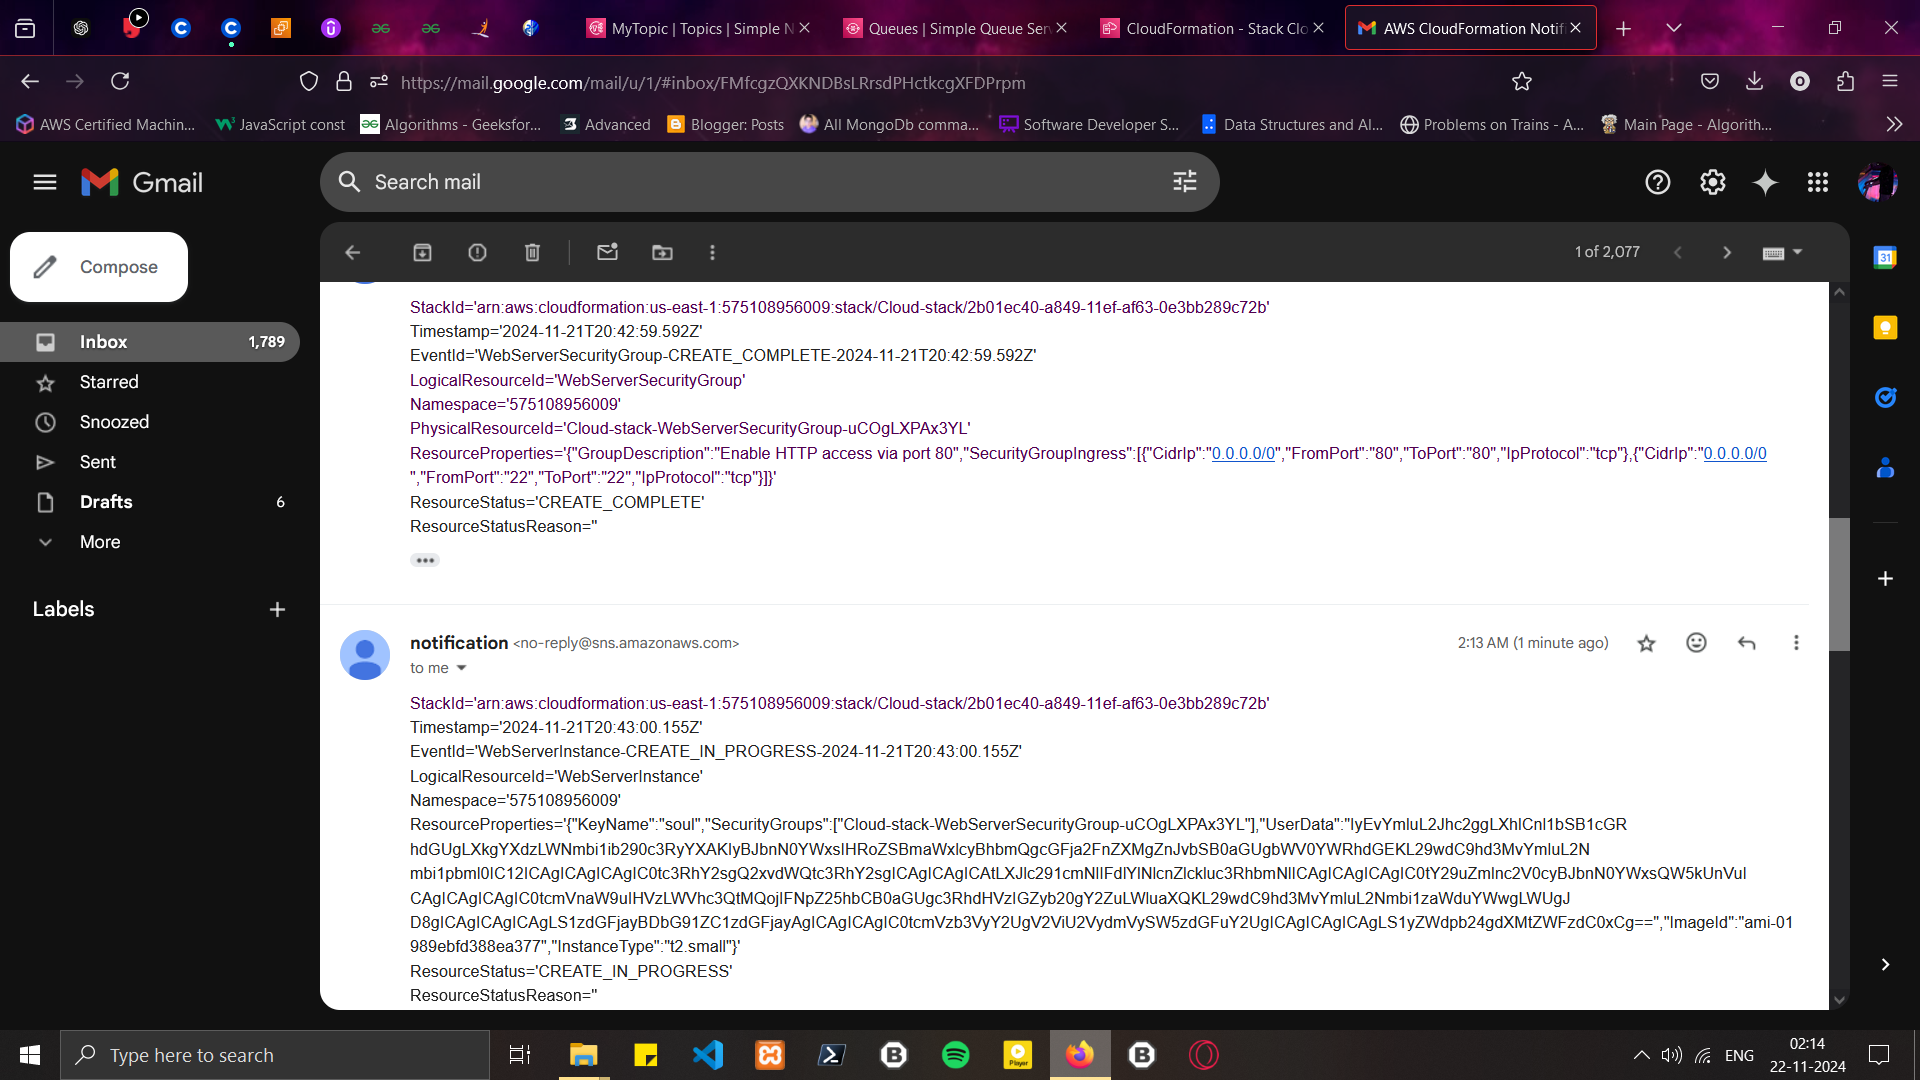 MyTopic | Topics | Simple N
Queues | Simple Queue Serv
CloudFormation - Stack Clo
AWS CloudFormation Notifi
https://mail.google.com/mail/u/1/#inbox/FMfcgzQXKNDBsLRrsdPHctkcgXFDPrpm
AWS Certified Machin...
JavaScript const
Algorithms - Geeksfor...
Advanced
Blogger: Posts
All MongoDb comma...
Software Developer S...
Data Structures and Al...
Problems on Trains - A...
Main Page - Algorith...
Gmail
Search mail
Compose
1 of 2,077
Inbox 1,789
Starred
Snoozed
Sent
Drafts 6
More
Labels
StackId='arn:aws:cloudformation:us-east-1:575108956009:stack/Cloud-stack/2b01ec40-a849-11ef-af63-0e3bb289c72b'
Timestamp='2024-11-21T20:42:59.592Z'
EventId='WebServerSecurityGroup-CREATE_COMPLETE-2024-11-21T20:42:59.592Z'
LogicalResourceId='WebServerSecurityGroup'
Namespace='575108956009'
PhysicalResourceId='Cloud-stack-WebServerSecurityGroup-uCOgLXPAx3YL'
ResourceProperties='{"GroupDescription":"Enable HTTP access via port 80","SecurityGroupIngress":[{"CidrIp":"0.0.0.0/0","FromPort":"80","ToPort":"80","IpProtocol":"tcp"},{"CidrIp":"0.0.0.0/0
","FromPort":"22","ToPort":"22","IpProtocol":"tcp"}]}'
ResourceStatus='CREATE_COMPLETE'
ResourceStatusReason=''
notification <no-reply@sns.amazonaws.com>
2:13 AM (1 minute ago)
to me
StackId='arn:aws:cloudformation:us-east-1:575108956009:stack/Cloud-stack/2b01ec40-a849-11ef-af63-0e3bb289c72b'
Timestamp='2024-11-21T20:43:00.155Z'
EventId='WebServerInstance-CREATE_IN_PROGRESS-2024-11-21T20:43:00.155Z'
LogicalResourceId='WebServerInstance'
Namespace='575108956009'
ResourceProperties='{"KeyName":"soul","SecurityGroups":["Cloud-stack-WebServerSecurityGroup-uCOgLXPAx3YL"],"UserData":"IyEvYmluL2Jhc2ggLXhlCnl1bSB1cGR
hdGUgLXkgYXdzLWNmbi1ib290c3RyYXAKIyBJbnN0YWxsIHRoZSBmaWxlcyBhbmQgcGFja2FnZXMgZnJvbSB0aGUgbWV0YWRhdGEKL29wdC9hd3MvYmluL2N
mbi1pbml0IC12ICAgICAgICAgIC0tc3RhY2sgQ2xvdWQtc3RhY2sgICAgICAgICAtLXJlc291cmNlIFdlYlNlcnZlckluc3RhbmNlICAgICAgICAgIC0tY29uZmlnc2V0cyBJbnN0YWxsQW5kUnVuI
CAgICAgICAgIC0tcmVnaW9uIHVzLWVhc3QtMQojIFNpZ25hbCB0aGUgc3RhdHVzIGZyb20gY2ZuLWluaXQKL29wdC9hd3MvYmluL2Nmbi1zaWduYWwgLWUgJ
D8gICAgICAgICAgLS1zdGFjayBDbG91ZC1zdGFjayAgICAgICAgIC0tcmVzb3VyY2UgV2ViU2VydmVySW5zdGFuY2UgICAgICAgICAgLS1yZWdpb24gdXMtZWFzdC0xCg==","ImageId":"ami-01
989ebfd388ea377","InstanceType":"t2.small"}'
ResourceStatus='CREATE_IN_PROGRESS'
ResourceStatusReason=''
Type here to search
ENG
02:14
22-11-2024